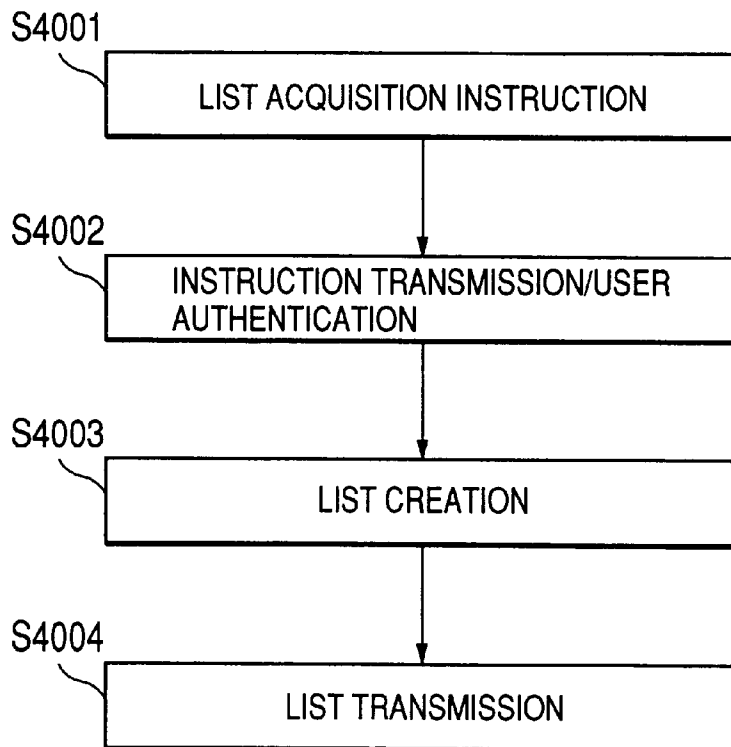 S4001
LIST ACQUISITION INSTRUCTION
S4002
INSTRUCTION TRANSMISSION/USER
AUTHENTICATION
S4003
LIST CREATION
S4004
LIST TRANSMISSION